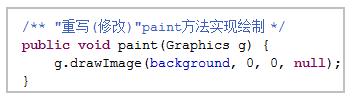 /** "重写(修改)"paint方法实现绘制 */
public void paint(Graphics g) {
    g.drawImage(background, 0, 0, null);
}